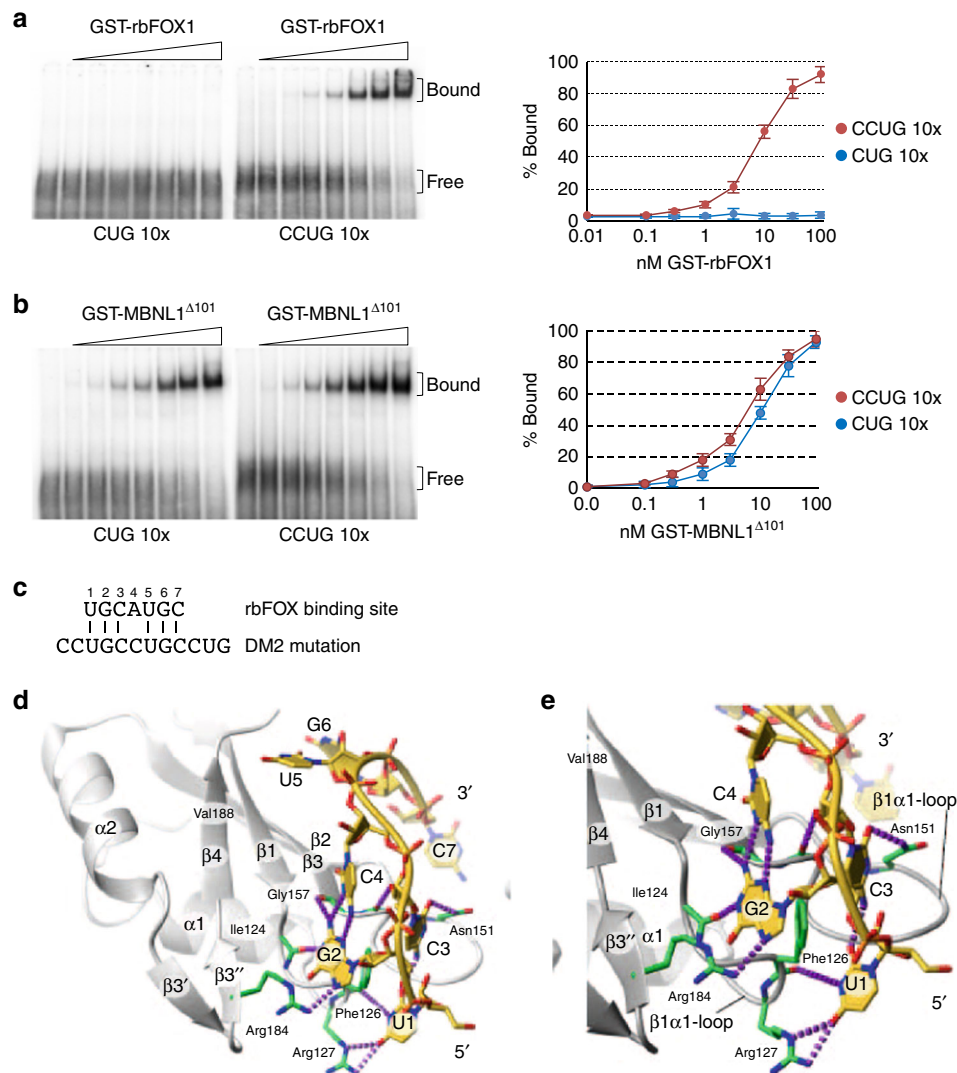 a
GST-rbFOX1
GST-rbFOX1
Bound
Free
CUG 10x
CCUG 10x
100
80
60
40
20
0
% Bound
0.01
0.1
1
10
100
nM GST-rbFOX1
CCUG 10x
CUG 10x
b
GST-MBNL1Δ101
GST-MBNL1Δ101
Bound
Free
CUG 10x
CCUG 10x
100
80
60
40
20
0
% Bound
0.0
0.1
1
10
100
nM GST-MBNL1Δ101
CCUG 10x
CUG 10x
c
1 2 3 4 5 6 7
UGCAUGC rbFOX binding site
CCUGCCUGCCUG DM2 mutation
d
G6
U5
3′
Val188
α2
β4
β1
β2
β3
C7
C4
Gly157
α1
Ile124
Asn151
G2
C3
β3′
β3′′
Phe126
U1
Arg184
Arg127
5′
e
3′
Val188
C4
β1
β1α1-loop
β4
Gly157
Asn151
Ile124
G2
C3
β3′′
α1
Phe126
U1
Arg184
5′
β1α1-loop
Arg127